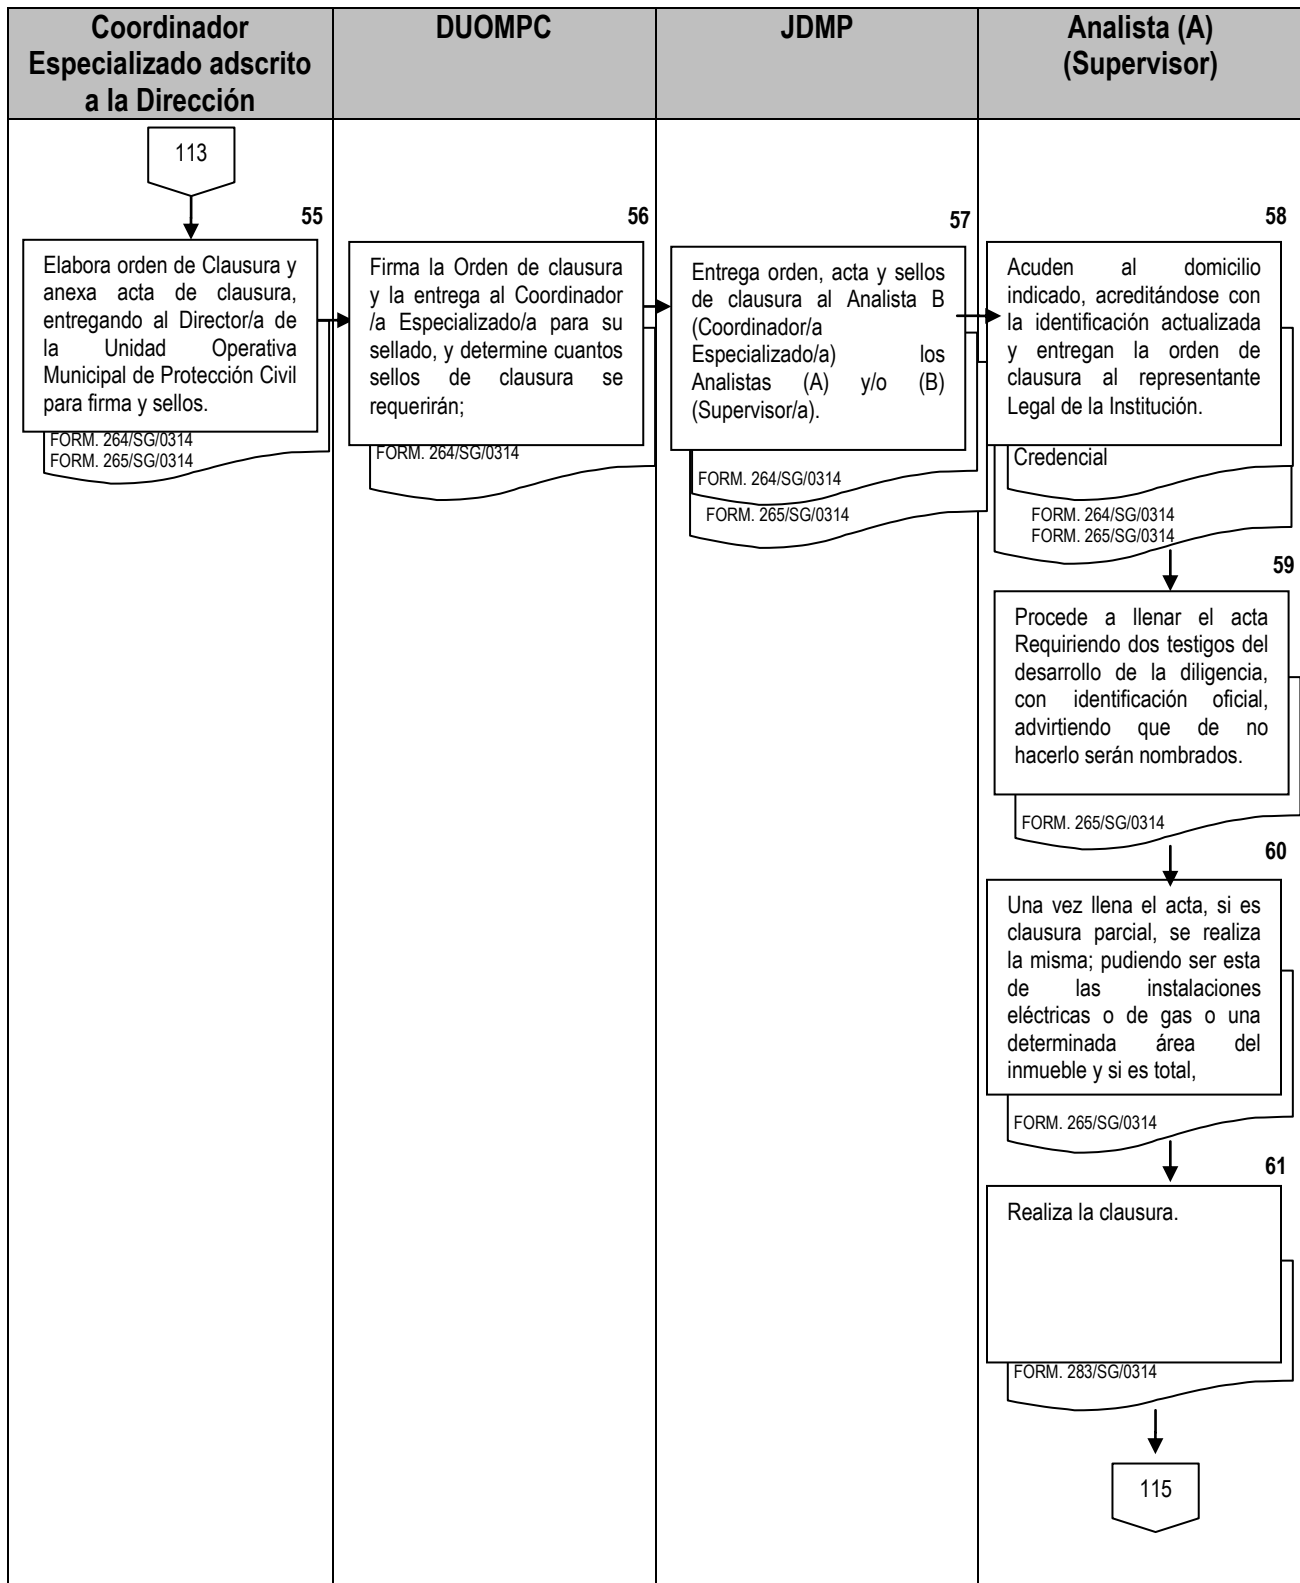 Coordinador
Especializado adscrito
a la Dirección
DUOMPC
JDMP
Analista (A)
(Supervisor)
113
55
Elabora orden de Clausura y
anexa acta de clausura,
entregando al Director/a de
la Unidad Operativa
Municipal de Protección Civil
para firma y sellos.
FORM. 264/SG/0314
FORM. 265/SG/0314
56
Firma la Orden de clausura
y la entrega al Coordinador
/a Especializado/a para su
sellado, y determine cuantos
sellos de clausura se
requerirán;
FORM. 264/SG/0314
57
Entrega orden, acta y sellos
de clausura al Analista B
(Coordinador/a
Especializado/a) los
Analistas (A) y/o (B)
(Supervisor/a).
FORM. 264/SG/0314
FORM. 265/SG/0314
58
Acuden al domicilio
indicado, acreditándose con
la identificación actualizada
y entregan la orden de
clausura al representante
Legal de la Institución.
Credencial
FORM. 264/SG/0314
FORM. 265/SG/0314
59
Procede a llenar el acta
Requiriendo dos testigos del
desarrollo de la diligencia,
con identificación oficial,
advirtiendo que de no
hacerlo serán nombrados.
FORM. 265/SG/0314
60
Una vez llena el acta, si es
clausura parcial, se realiza
la misma; pudiendo ser esta
de las instalaciones
eléctricas o de gas o una
determinada área del
inmueble y si es total,
FORM. 265/SG/0314
61
Realiza la clausura.
FORM. 283/SG/0314
115